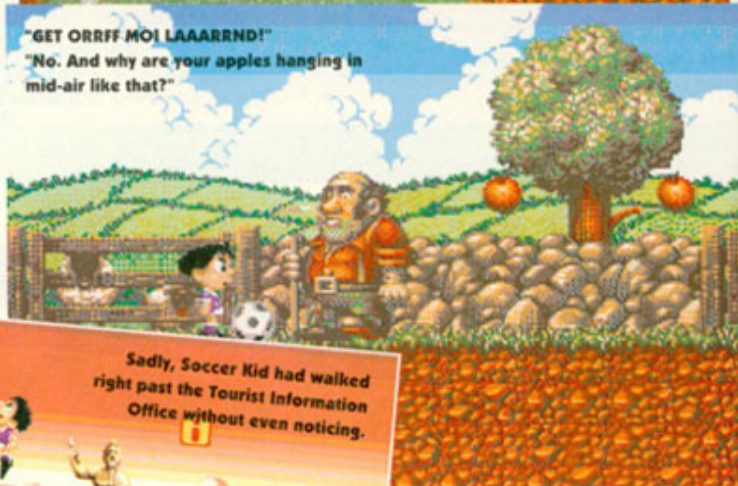 "GET ORRFF MOI LAAARRND!"
"No. And why are your apples hanging in
mid-air like that?"
Sadly, Soccer Kid had walked
right past the Tourist Information
Office without even noticing.
i